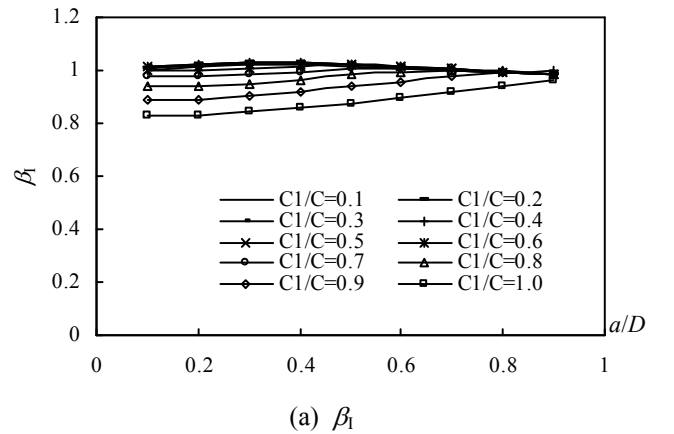 1.2
1
0.8
0.6
0.4
0.2
0
βI
C1/C=0.1 C1/C=0.2
C1/C=0.3 C1/C=0.4
C1/C=0.5 C1/C=0.6
C1/C=0.7 C1/C=0.8
C1/C=0.9 C1/C=1.0
a/D
0 0.2 0.4 0.6 0.8 1
(a) βI